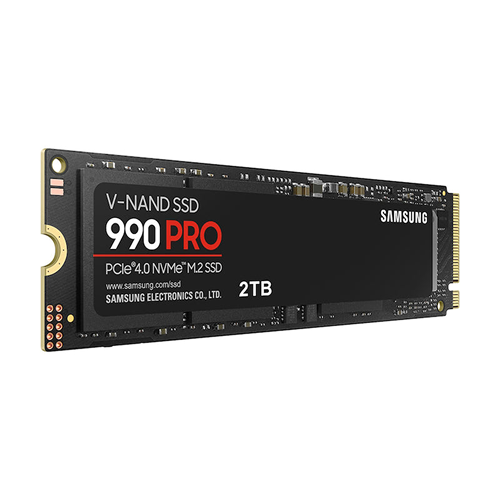 V-NAND SSD
990 PRO
PCIe®4.0 NVMe™ M.2 SSD
www.samsung.com/ssd
SAMSUNG ELECTRONICS CO., LTD.
2TB
SAMSUNG